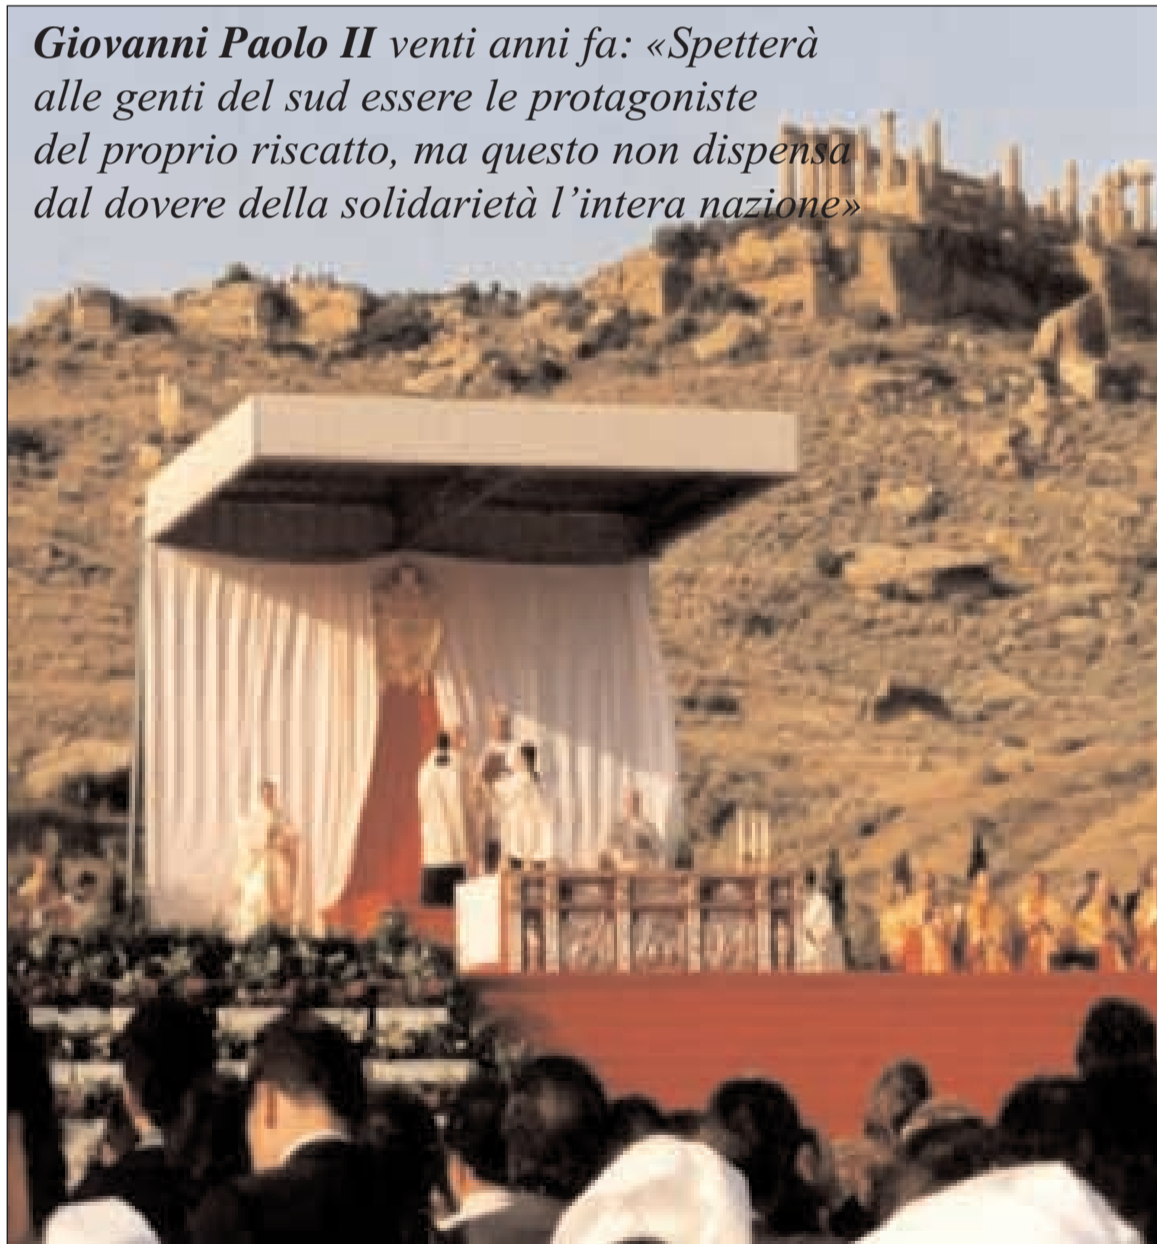 Giovanni Paolo II venti anni fa: «Spetterà
alle genti del sud essere le protagoniste
del proprio riscatto, ma questo non dispensa
dal dovere della solidarietà l’intera nazione»